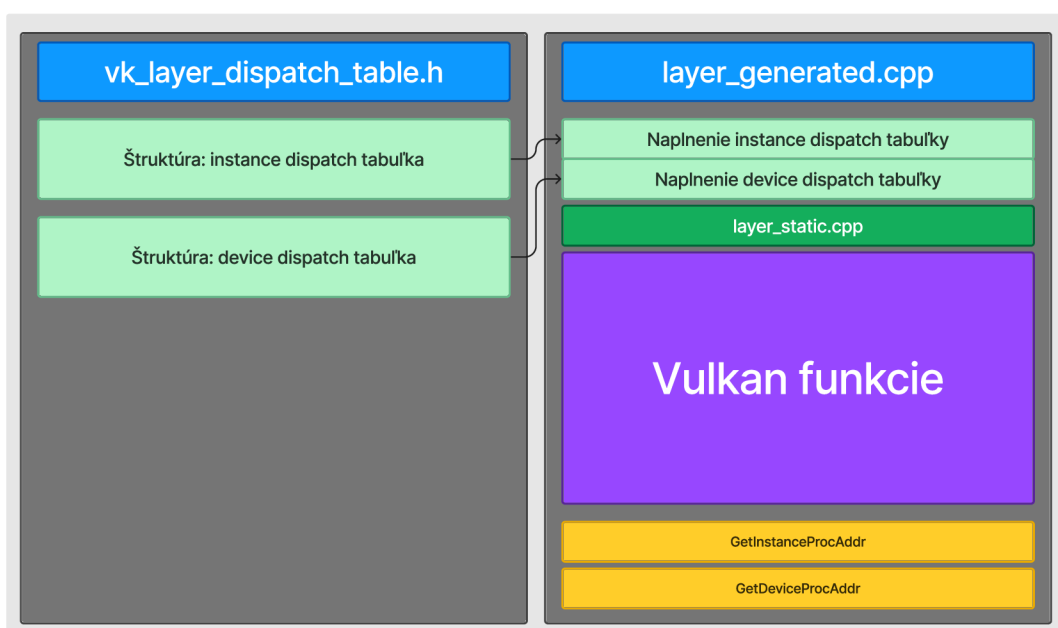 vk_layer_dispatch_table.h
Štruktúra: instance dispatch tabuľka
Štruktúra: device dispatch tabuľka
layer_generated.cpp
Naplnenie instance dispatch tabuľky
Naplnenie device dispatch tabuľky
layer_static.cpp
Vulkan funkcie
GetInstanceProcAddr
GetDeviceProcAddr